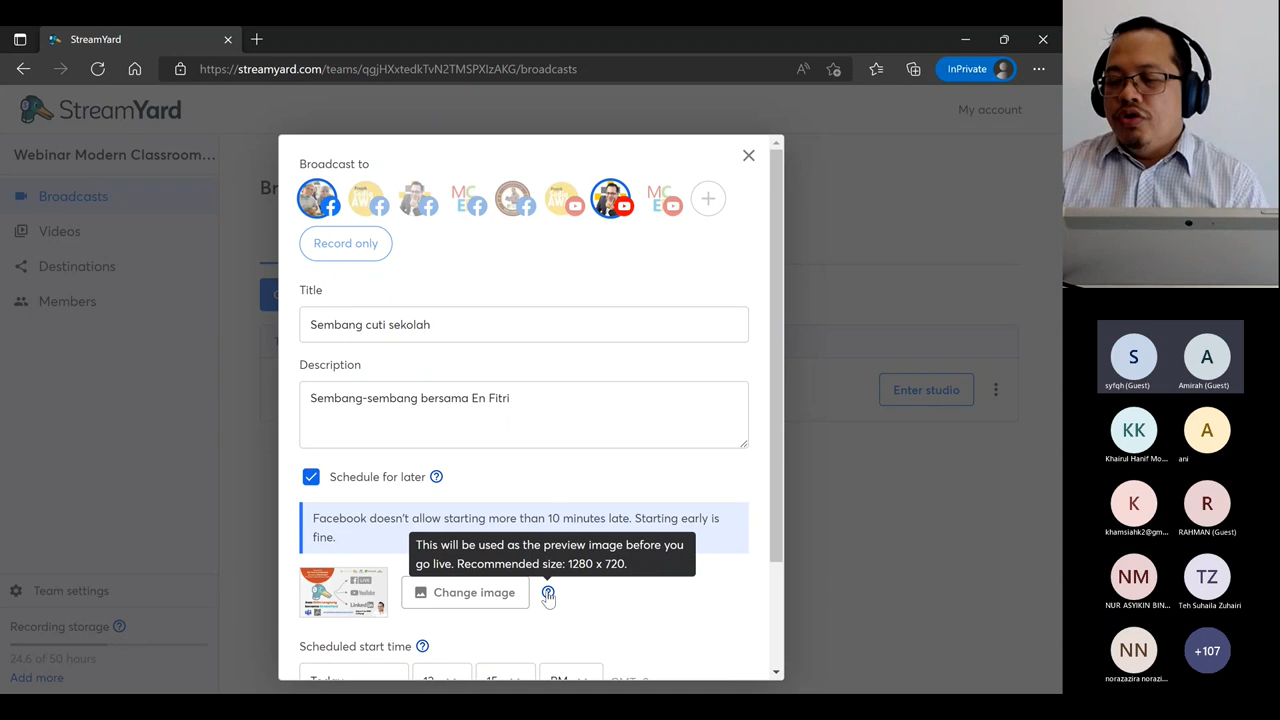 StreamYard
https://streamyard.com/teams/qgjHXxtedkTvN2TMSPXIzAKG/broadcasts
InPrivate
StreamYard
My account
Webinar Modern Classroom...
Broadcasts
Videos
Destinations
Members
Team settings
Recording storage
24.6 of 50 hours
Add more
Enter studio
Broadcast to
Record only
Title
Sembang cuti sekolah
Description
Sembang-sembang bersama En Fitri
Schedule for later
Facebook doesn't allow starting more than 10 minutes late. Starting early is
fine.
This will be used as the preview image before you
go live. Recommended size: 1280 x 720.
Change image
Scheduled start time
S
A
syfqh (Guest)
Amirah (Guest)
KK
A
Khairul Hanif Mo...
ani
K
R
khamsiahk2@gm...
RAHMAN (Guest)
NM
TZ
NUR ASYIKIN BIN...
Teh Suhaila Zuhairi
NN
+107
norazazira norazi...